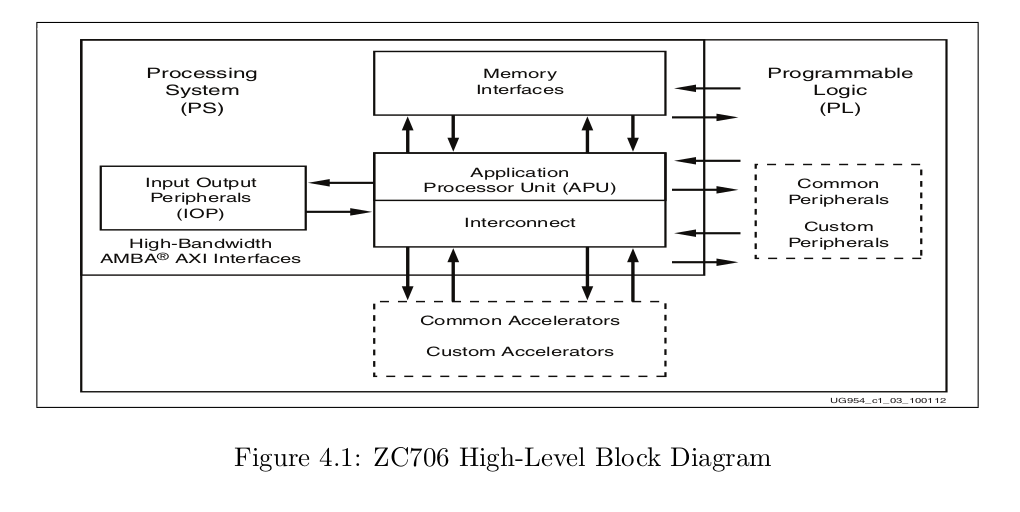 Processing
System
(PS)
Memory
Interfaces
Programmable
Logic
(PL)
Input Output
Peripherals
(IOP)
Application
Processor Unit (APU)
Interconnect
Common
Peripherals
Custom
Peripherals
High-Bandwidth
AMBA® AXI Interfaces
Common Accelerators
Custom Accelerators
UG954_c1_03_100112
Figure 4.1: ZC706 High-Level Block Diagram